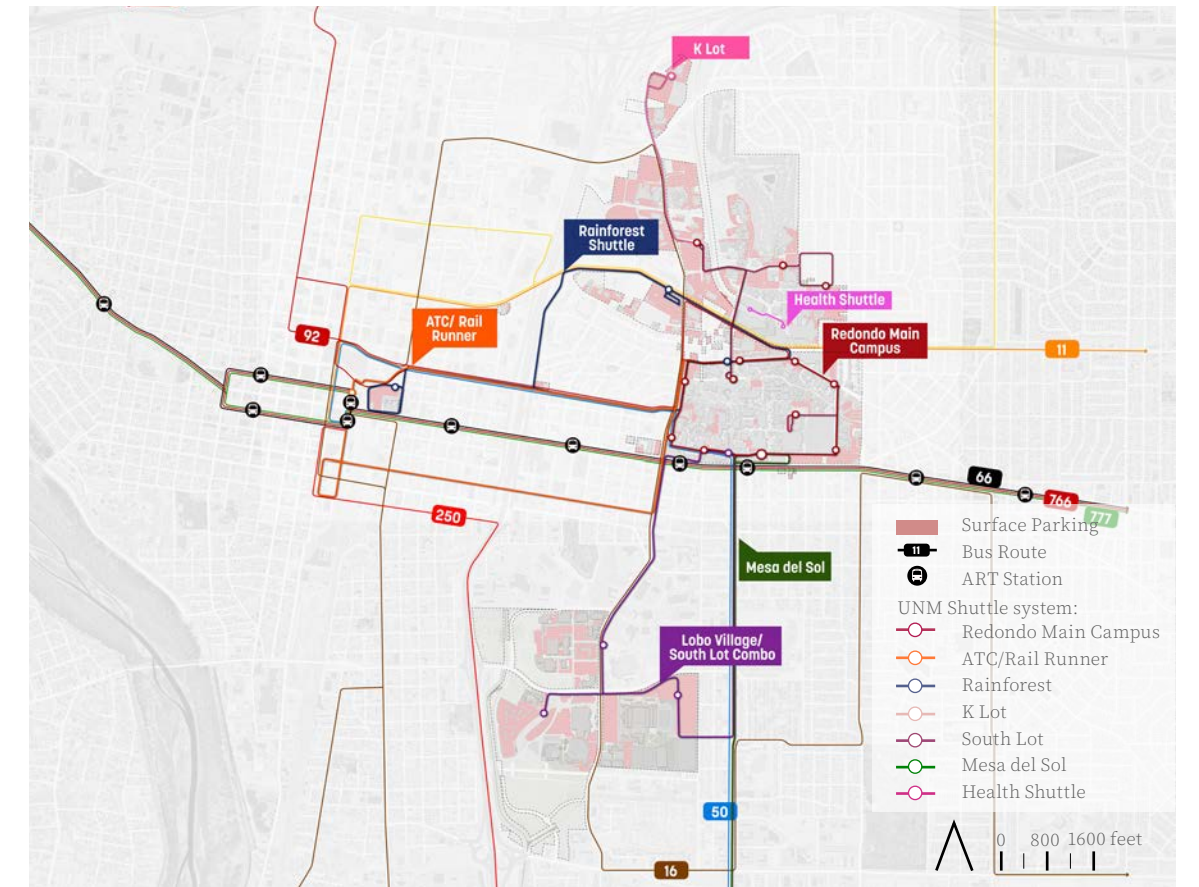 K Lot
Rainforest
Shuttle
Health Shuttle
ATC/ Rail
Runner
92
Redondo Main
Campus
11
66
766
777
250
Mesa del Sol
Lobo Village/
South Lot Combo
50
16
Surface Parking
11
Bus Route
ART Station
UNM Shuttle system:
Redondo Main Campus
ATC/Rail Runner
Rainforest
K Lot
South Lot
Mesa del Sol
Health Shuttle
0 800 1600 feet